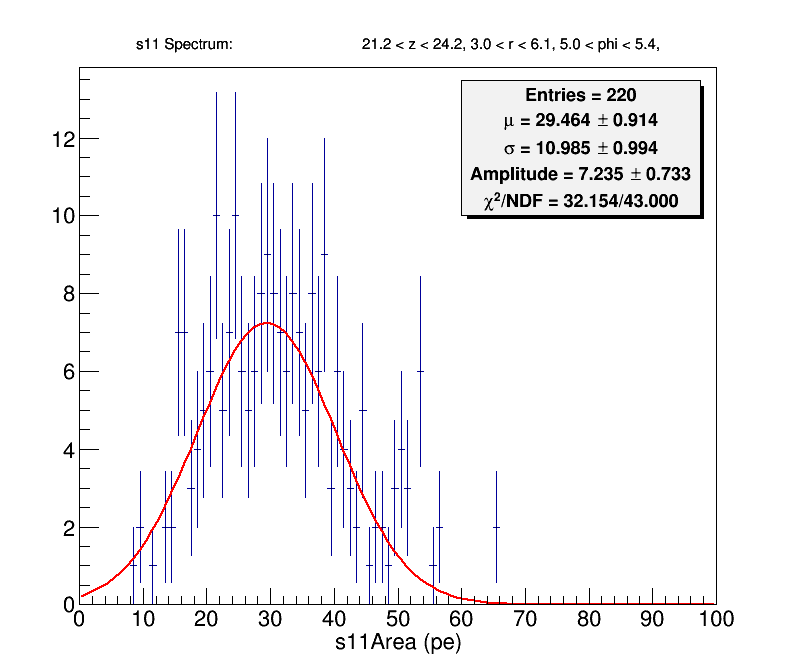 s11 Spectrum: 21.2 < z < 24.2, 3.0 < r < 6.1, 5.0 < phi < 5.4,
Entries = 220
μ = 29.464 ± 0.914
σ = 10.985 ± 0.994
Amplitude = 7.235 ± 0.733
χ²/NDF = 32.154/43.000
12
10
8
6
4
2
0
0 10 20 30 40 50 60 70 80 90 100
s11Area (pe)